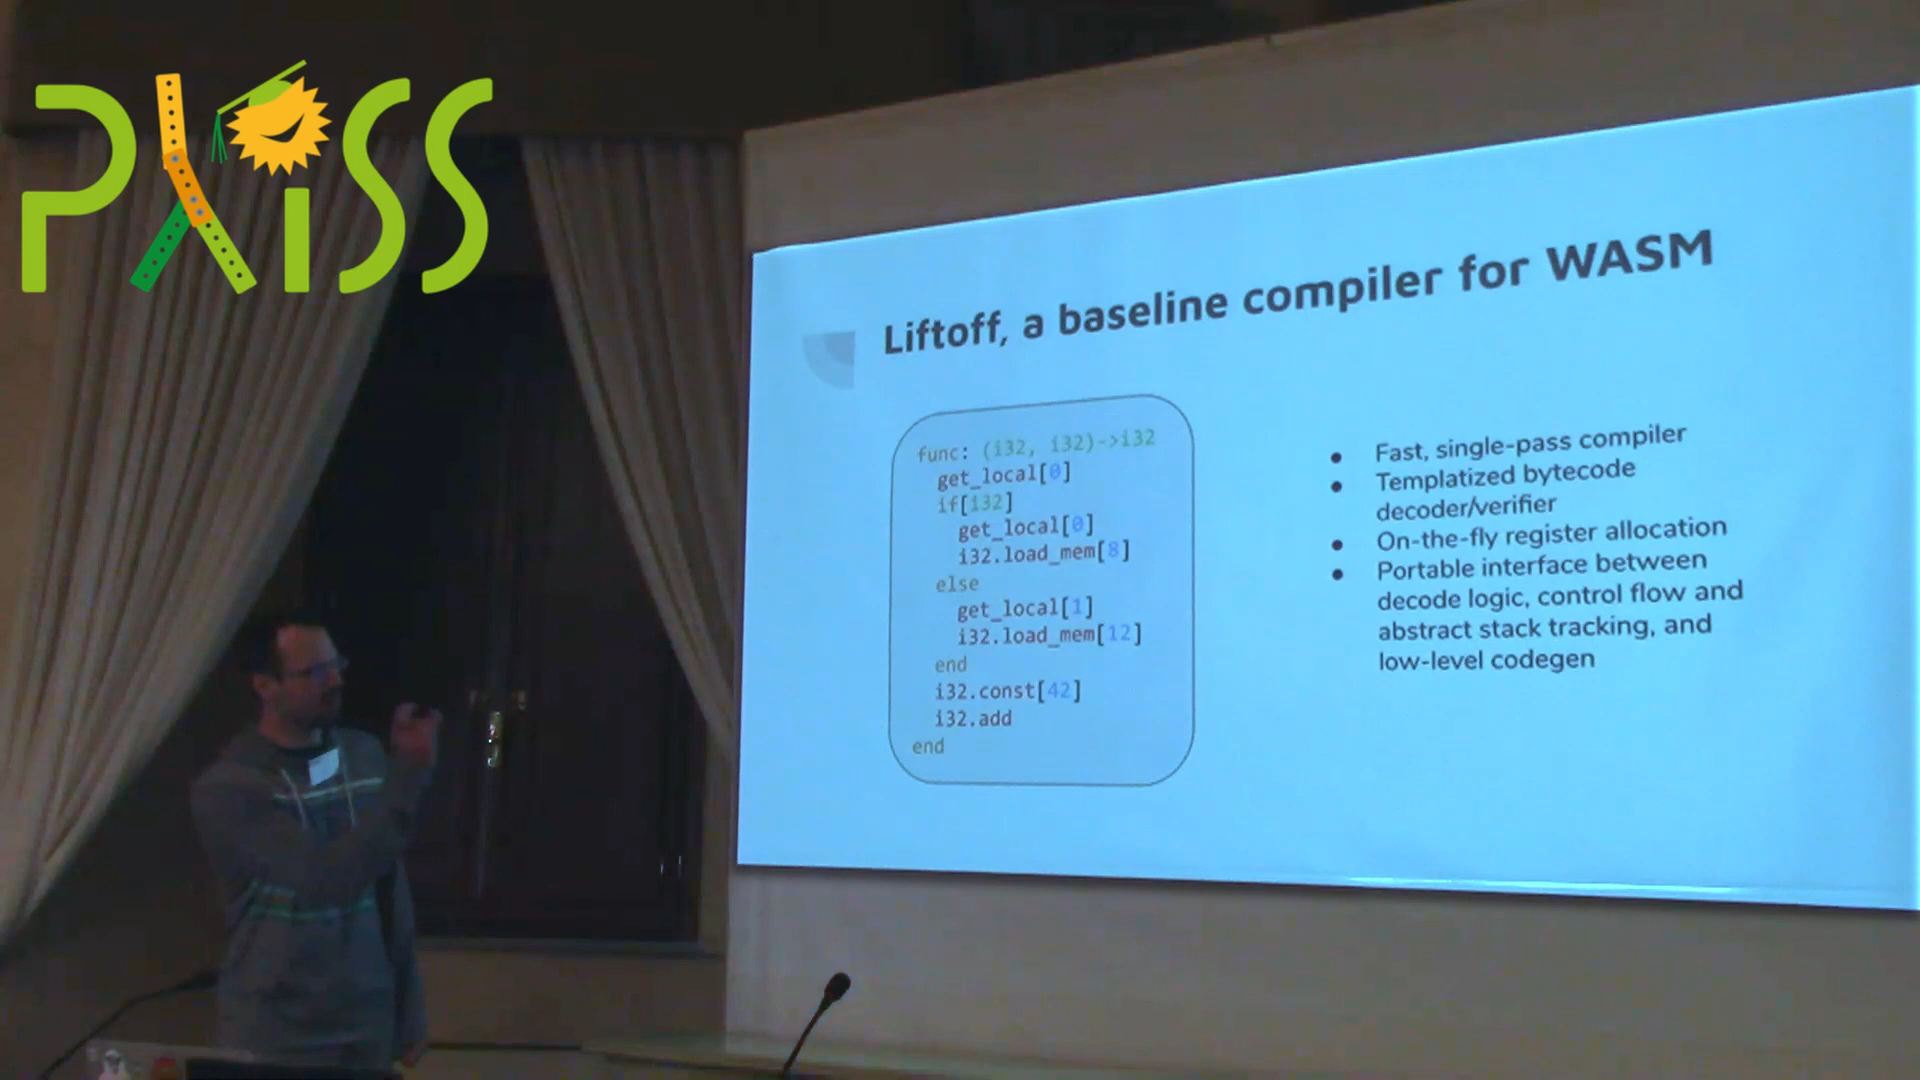 PLISS
Liftoff, a baseline compiler for WASM
func: (i32, i32)->i32
get_local[0]
if[i32]
get_local[0]
i32.load_mem[8]
else
get_local[1]
i32.load_mem[12]
end
i32.const[42]
i32.add
end
• Fast, single-pass compiler
• Templatized bytecode
decoder/verifier
• On-the-fly register allocation
• Portable interface between
decode logic, control flow and
abstract stack tracking, and
low-level codegen